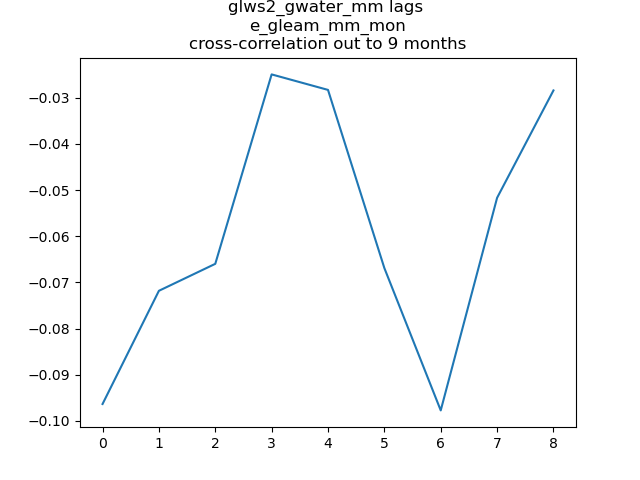 glws2_gwater_mm lags
e_gleam_mm_mon
cross-correlation out to 9 months
−0.03
−0.04
−0.05
−0.06
−0.07
−0.08
−0.09
−0.10
0 1 2 3 4 5 6 7 8